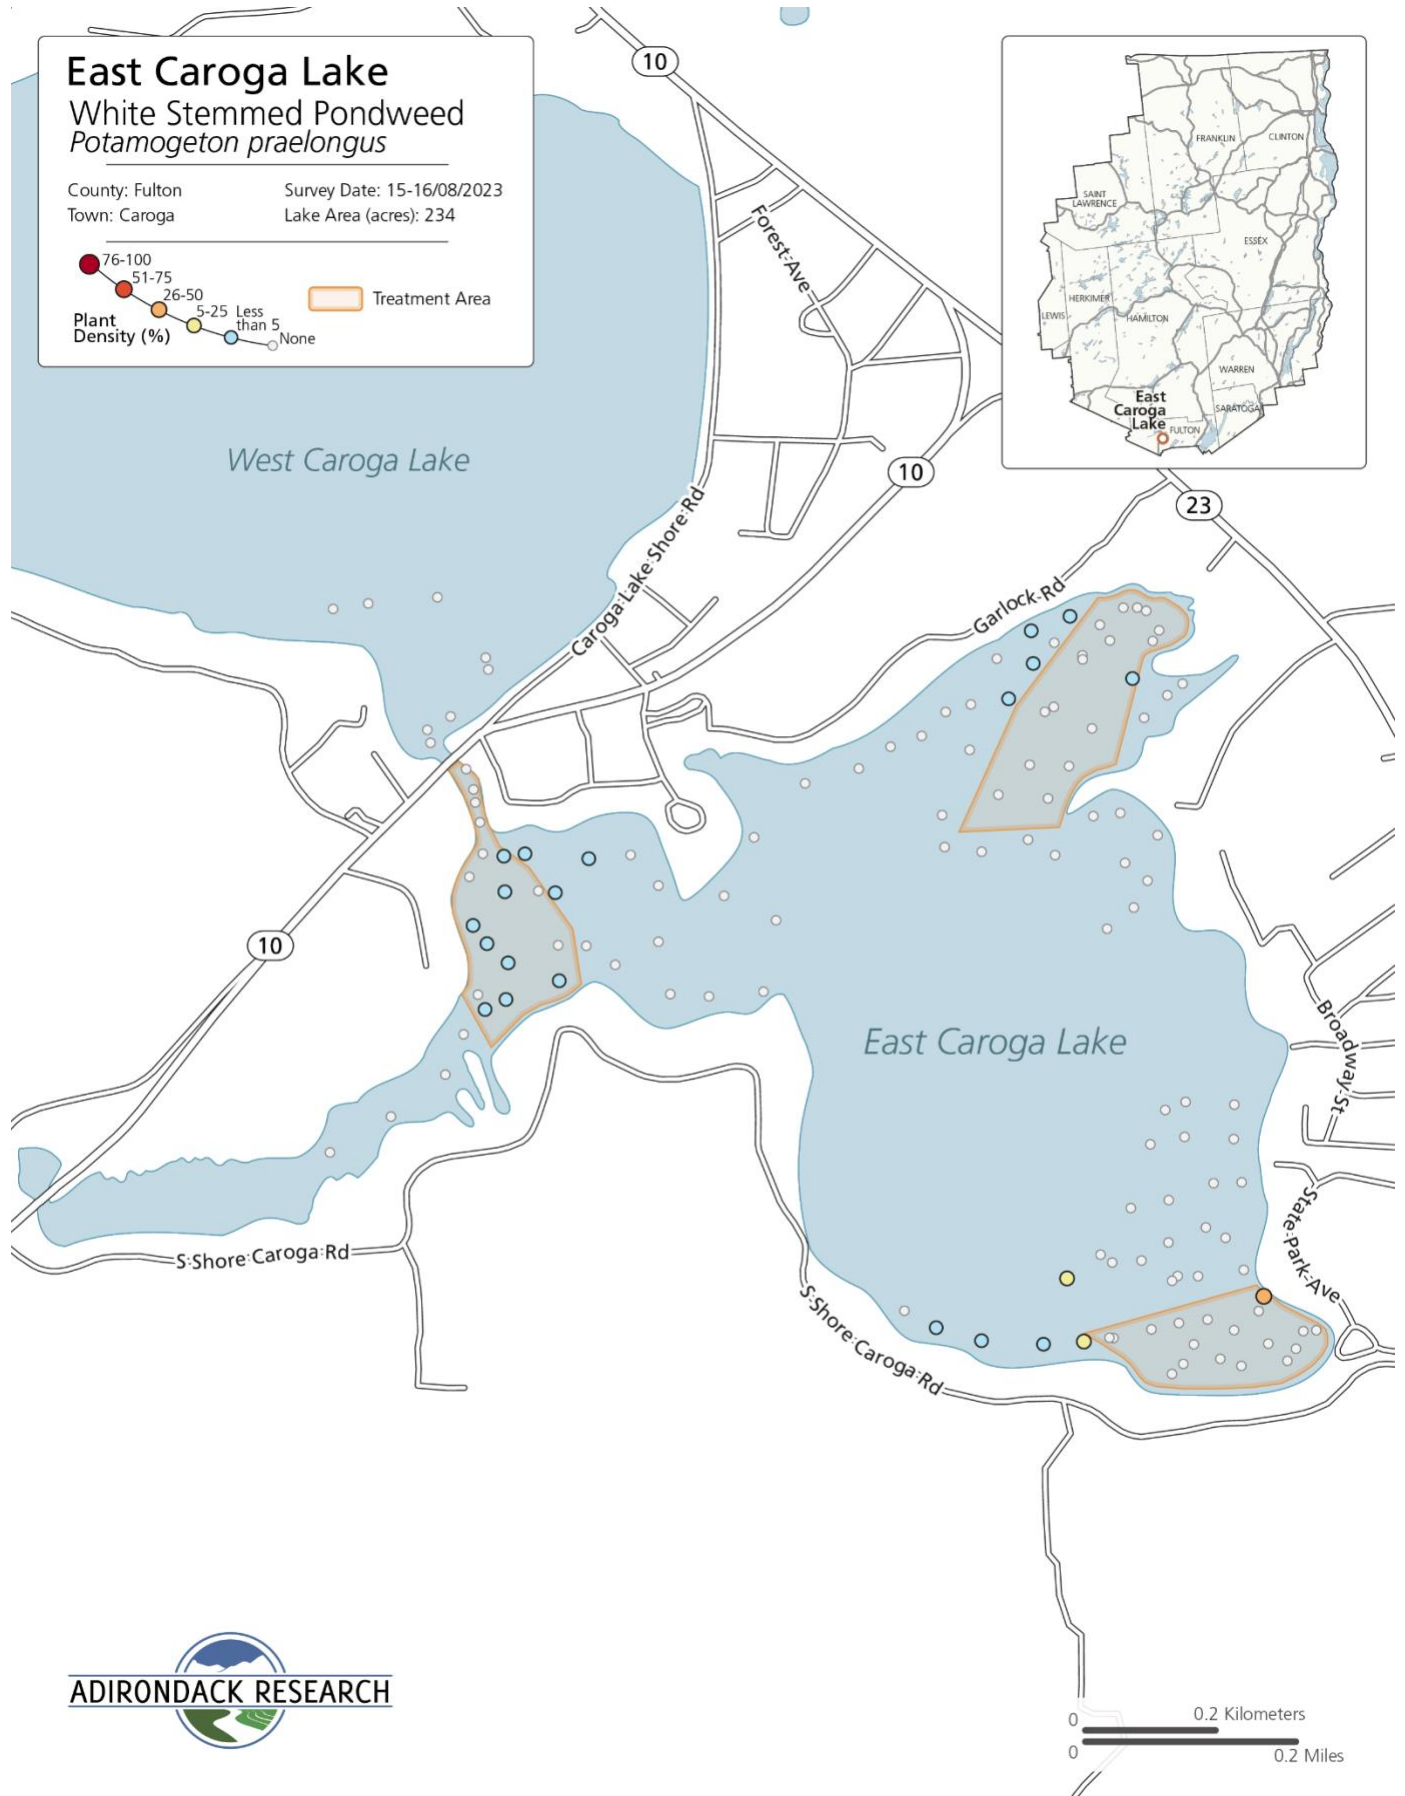 East Caroga Lake
White Stemmed Pondweed
Potamogeton praelongus
County: Fulton
Survey Date: 15-16/08/2023
Town: Caroga
Lake Area (acres): 234
76-100
51-75
26-50
5-25
Less
than 5
None
Plant
Density (%)
Treatment Area
10
Forest Ave
FRANKLIN
CLINTON
SAINT
LAWRENCE
ESSEX
HERKIMER
LEWIS
HAMILTON
WARREN
East
Caroga
Lake
SARATOGA
FULTON
West Caroga Lake
10
23
Caroga Lake Shore Rd
Garlock Rd
10
East Caroga Lake
Broadway St
State Park Ave
S Shore Caroga Rd
S Shore Caroga Rd
ADIRONDACK RESEARCH
0
0.2 Kilometers
0
0.2 Miles